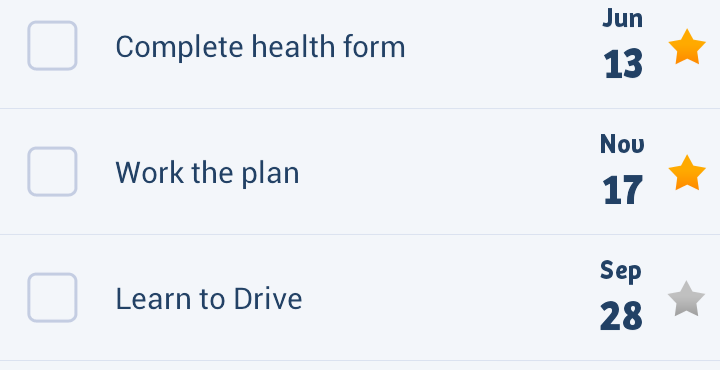 Complete health form
Jun
13
Work the plan
Nov
17
Learn to Drive
Sep
28